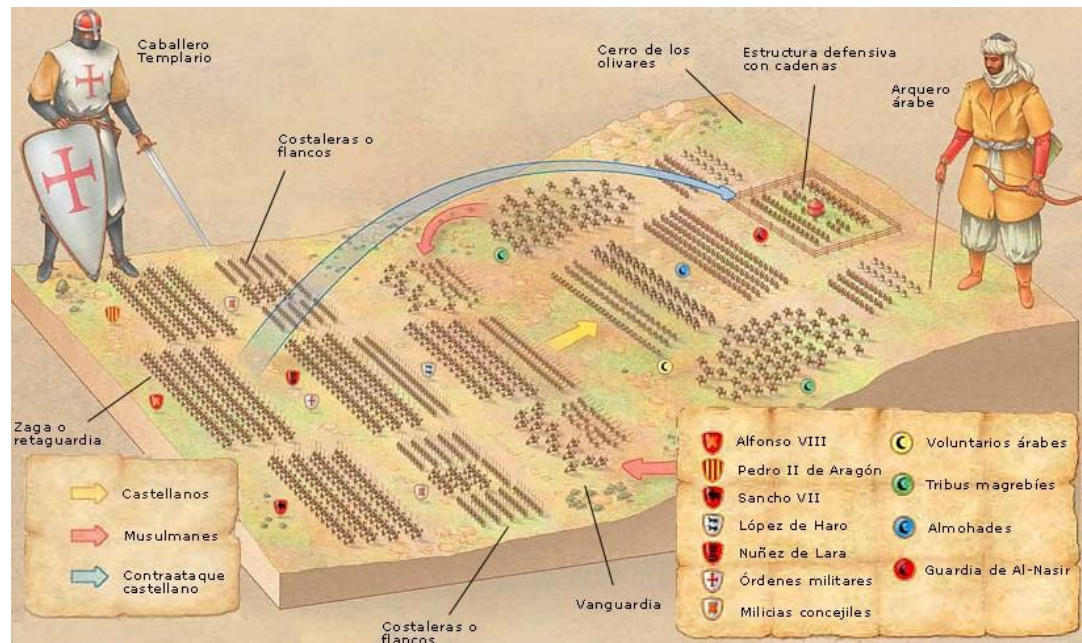 Caballero
Templario
Cerro de los
olivares
Estructura defensiva
con cadenas
Arquero
árabe
Costaleras o
flancos
Zaga o
retaguardia
Castellanos
Musulmanes
Contraataque
castellano
Costaleras o
flancos
Vanguardia
Alfonso VIII
Pedro II de Aragón
Sancho VII
López de Haro
Nuñez de Lara
Órdenes militares
Milicias concejiles
Voluntarios árabes
Tribus magrebíes
Almohades
Guardia de Al-Nasir